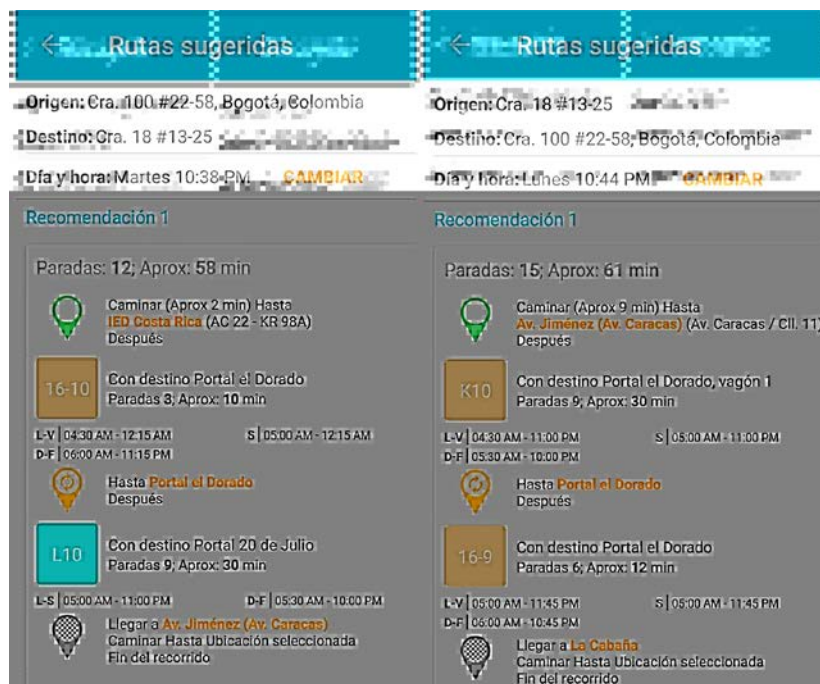 Rutas sugeridas
Origen: Cra. 100 #22-58, Bogotá, Colombia
Destino: Cra. 18 #13-25
Día y hora: Martes 10:38 PM CAMBIAR
Recomendación 1
Paradas: 12; Aprox: 58 min
Caminar (Aprox 2 min) Hasta
IED Costa Rica (AC 22 - KR 98A)
Después
16-10
Con destino Portal el Dorado
Paradas 3; Aprox: 10 min
L-V | 04:30 AM - 12:15 AM S | 05:00 AM - 12:15 AM
D-F | 06:00 AM - 11:15 PM
Hasta Portal el Dorado
Después
L10
Con destino Portal 20 de Julio
Paradas 9; Aprox: 30 min
L-S | 05:00 AM - 11:00 PM D-F | 05:30 AM - 10:00 PM
Llegar a Av. Jiménez (Av. Caracas)
Caminar Hasta Ubicación seleccionada
Fin del recorrido
Rutas sugeridas
Origen: Cra. 18 #13-25
Destino: Cra. 100 #22-58, Bogotá, Colombia
Día y hora: Lunes 10:44 PM CAMBIAR
Recomendación 1
Paradas: 15; Aprox: 61 min
Caminar (Aprox 9 min) Hasta
Av. Jiménez (Av. Caracas) (Av. Caracas / Cll. 11)
Después
K10
Con destino Portal el Dorado, vagón 1
Paradas 9; Aprox: 30 min
L-V | 04:30 AM - 11:00 PM S | 05:00 AM - 11:00 PM
D-F | 05:30 AM - 10:00 PM
Hasta Portal el Dorado
Después
16-9
Con destino Portal el Dorado
Paradas 6; Aprox: 12 min
L-V | 05:00 AM - 11:45 PM S | 05:00 AM - 11:45 PM
D-F | 06:00 AM - 10:45 PM
Llegar a La Cabaña
Caminar Hasta Ubicación seleccionada
Fin del recorrido